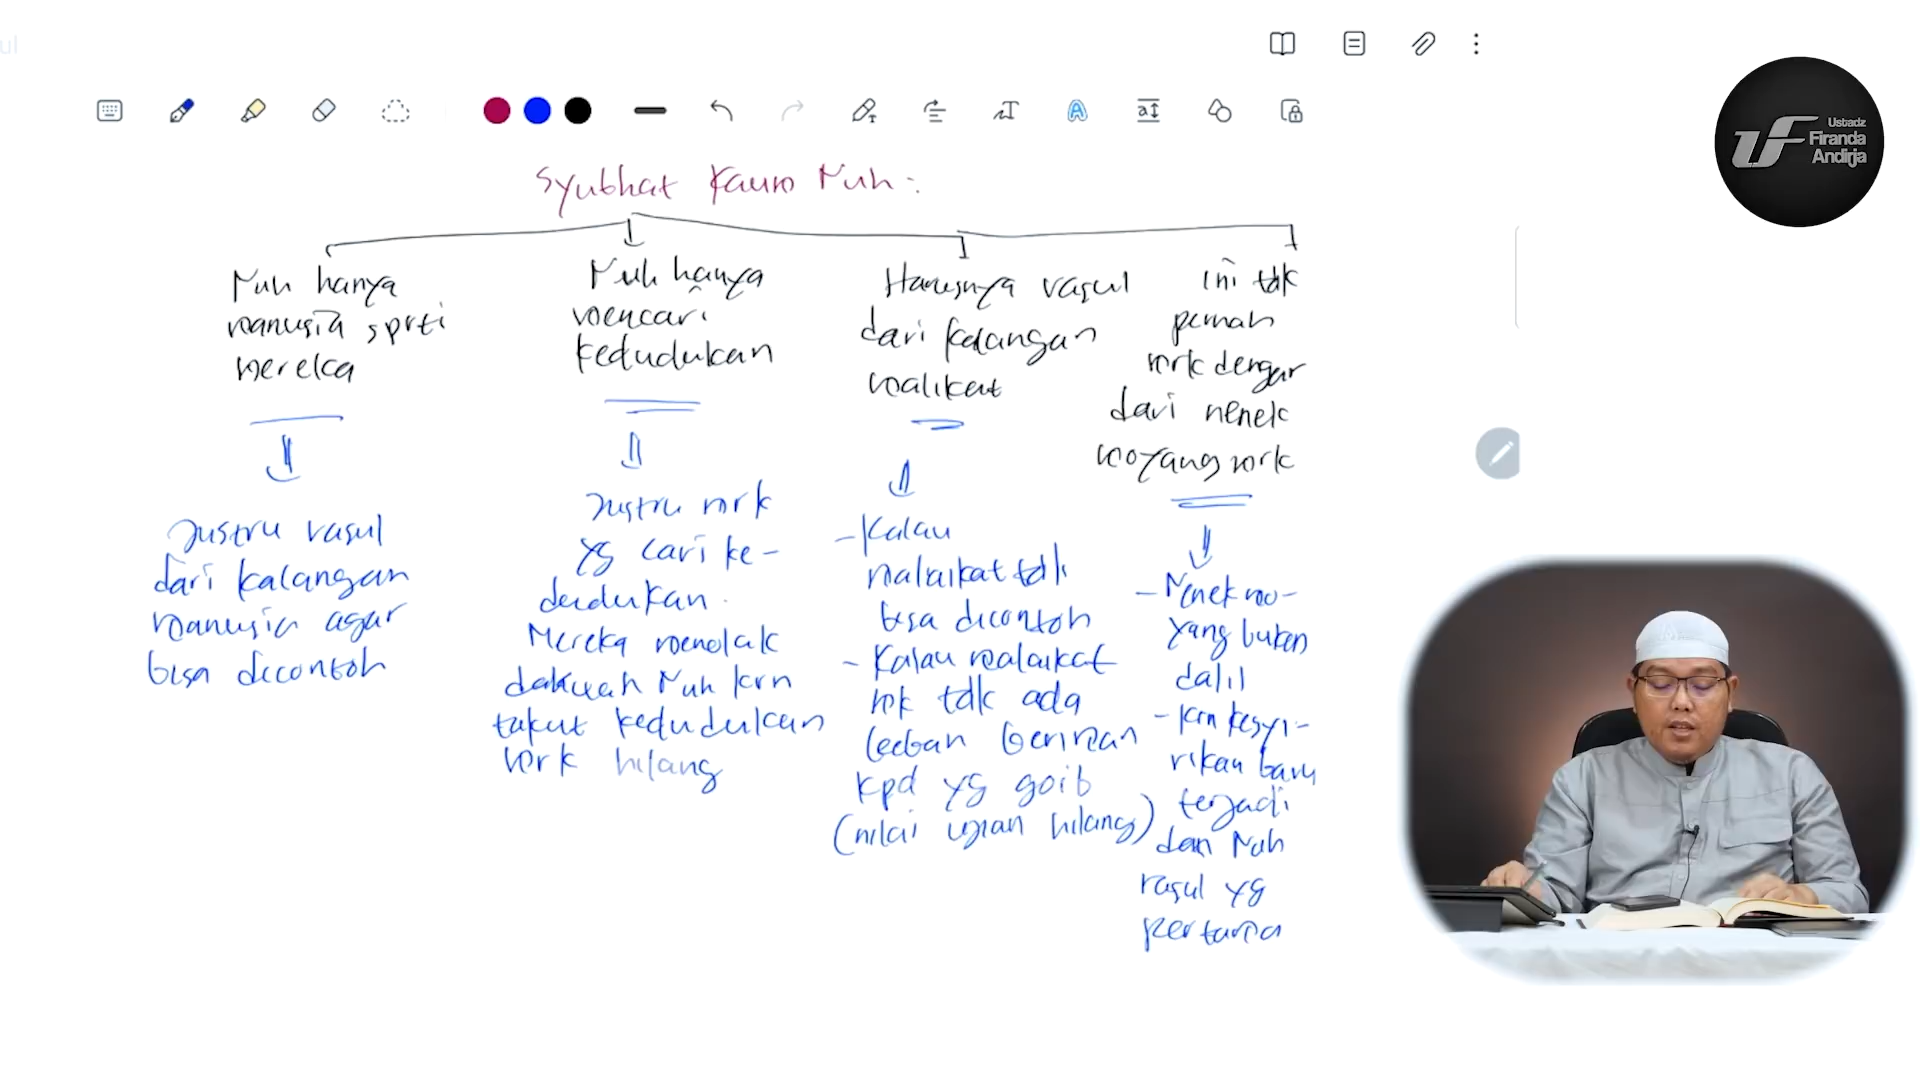 ul
Ustadz
Firanda
Andirja
Syubhat Kaum Nuh :
Nuh hanya
manusia sprti
mereka
Justru rasul
dari kalangan
manusia agar
bisa dicontoh
Nuh hanya
mencari
kedudukan
Justru mrk
yg cari ke-
dudukan.
Mereka menolak
dakwah Nuh krn
takut kedudukan
mrk hilang
Harusnya rasul
dari kalangan
malikat
- Kalau
malaikat tdk
bisa dicontoh
- Kalau malaikat
mk tdk ada
beban beriman
kpd yg goib
(nilai ujian hilang)
ini tdk
pernah
mrk dengar
dari nenek
moyang mrk
- Nenek mo-
yang bukan
dalil
- krn kesyi-
rikan baru
terjadi
dan Nuh
rasul yg
pertama